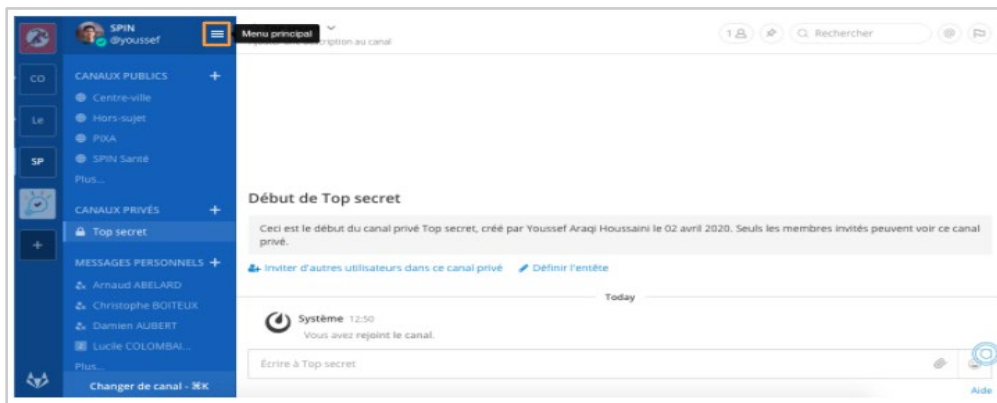 SPIN
@youssef
Menu principal
CO
Le
SP
+
CANAUX PUBLICS +
Centre-ville
Hors-sujet
PIXA
SPIN Santé
Plus...
CANAUX PRIVÉS +
Top secret
MESSAGES PERSONNELS +
Arnaud ABELARD
Christophe BOITEUX
Damien AUBERT
Lucile COLOMBAI...
Plus...
Changer de canal - ⌘K
description au canal
1
Rechercher
@
Début de Top secret
Ceci est le début du canal privé Top secret, créé par Youssef Araqi Houssaini le 02 avril 2020. Seuls les membres invités peuvent voir ce canal
privé.
Inviter d'autres utilisateurs dans ce canal privé Définir l'entête
Today
Système 12:50
Vous avez rejoint le canal.
Écrire à Top secret
Aide